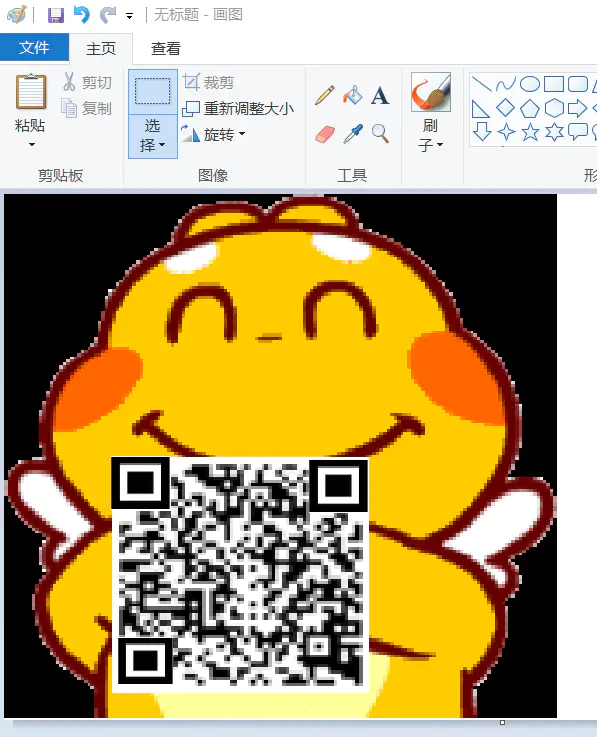 无标题 - 画图
文件 主页 查看
粘贴
剪切
复制
剪贴板
选择
裁剪
重新调整大小
旋转
图像
A
工具
刷子
形